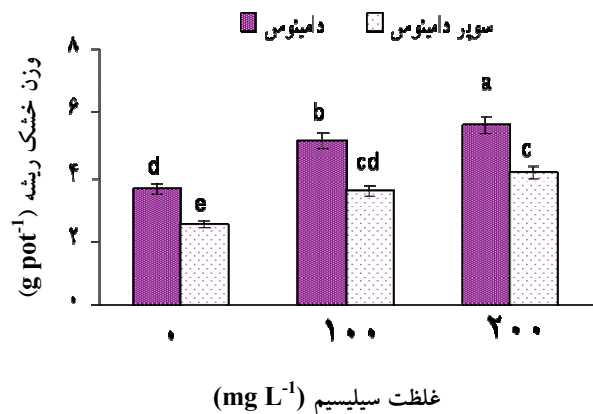 دامینوس سوپر دامینوس
وزن خشک ریشه (g pot⁻¹)
۸
۶
۴
۲
۰
d e b cd a c
۰ ۱۰۰ ۲۰۰
غلظت سیلیسیم (mg L⁻¹)